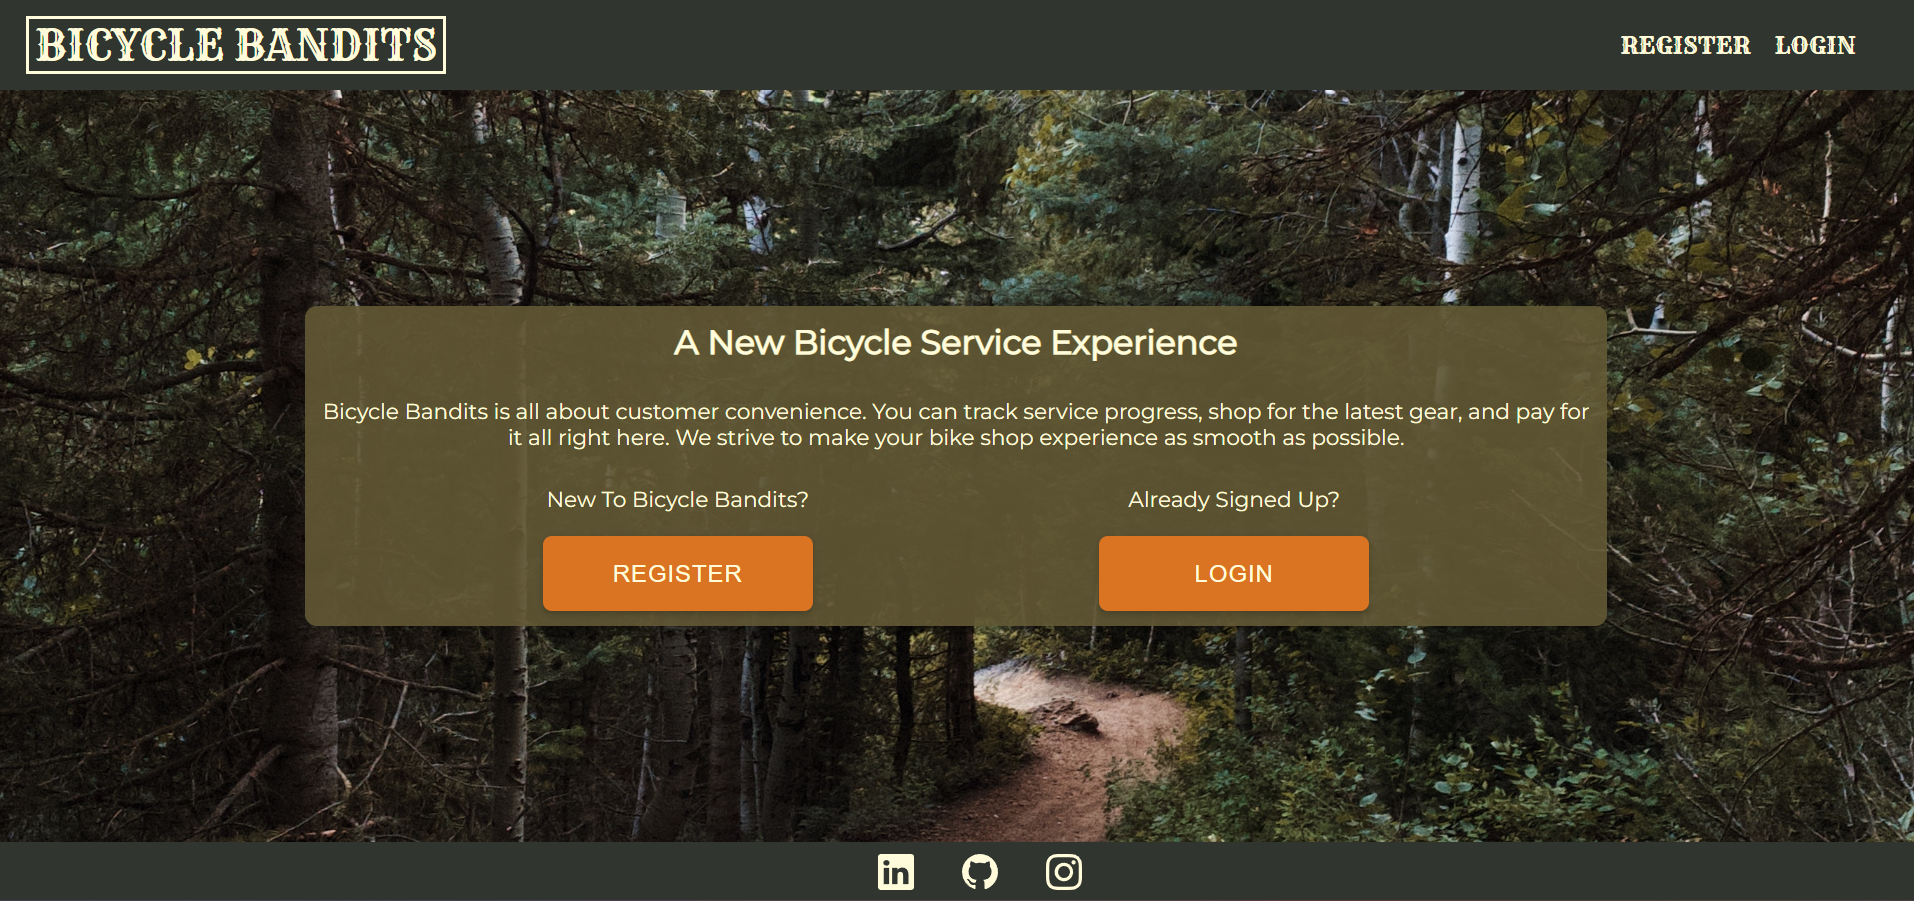 BICYCLE BANDITS
REGISTER LOGIN
A New Bicycle Service Experience
Bicycle Bandits is all about customer convenience. You can track service progress, shop for the latest gear, and pay for
it all right here. We strive to make your bike shop experience as smooth as possible.
New To Bicycle Bandits?
Already Signed Up?
REGISTER
LOGIN
in